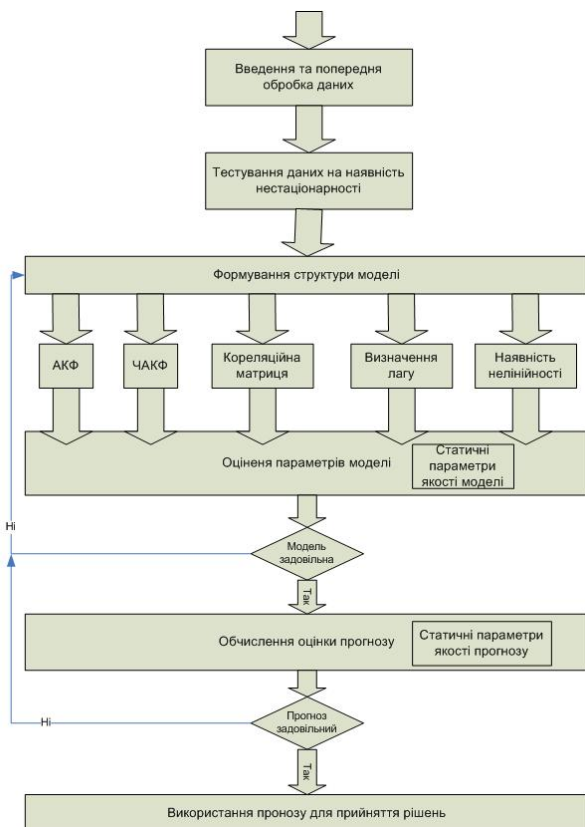 Введення та попередня
обробка даних
Тестування даних на наявність
нестаціонарності
Формування структури моделі
АКФ
ЧАКФ
Кореляційна
матриця
Визначення
лагу
Наявність
нелінійності
Оцінення параметрів моделі
Статичні
параметри
якості моделі
Ні
Модель
задовільна
Так
Обчислення оцінки прогнозу
Статичні параметри
якості прогнозу
Ні
Прогноз
задовільний
Так
Використання пронозу для прийняття рішень